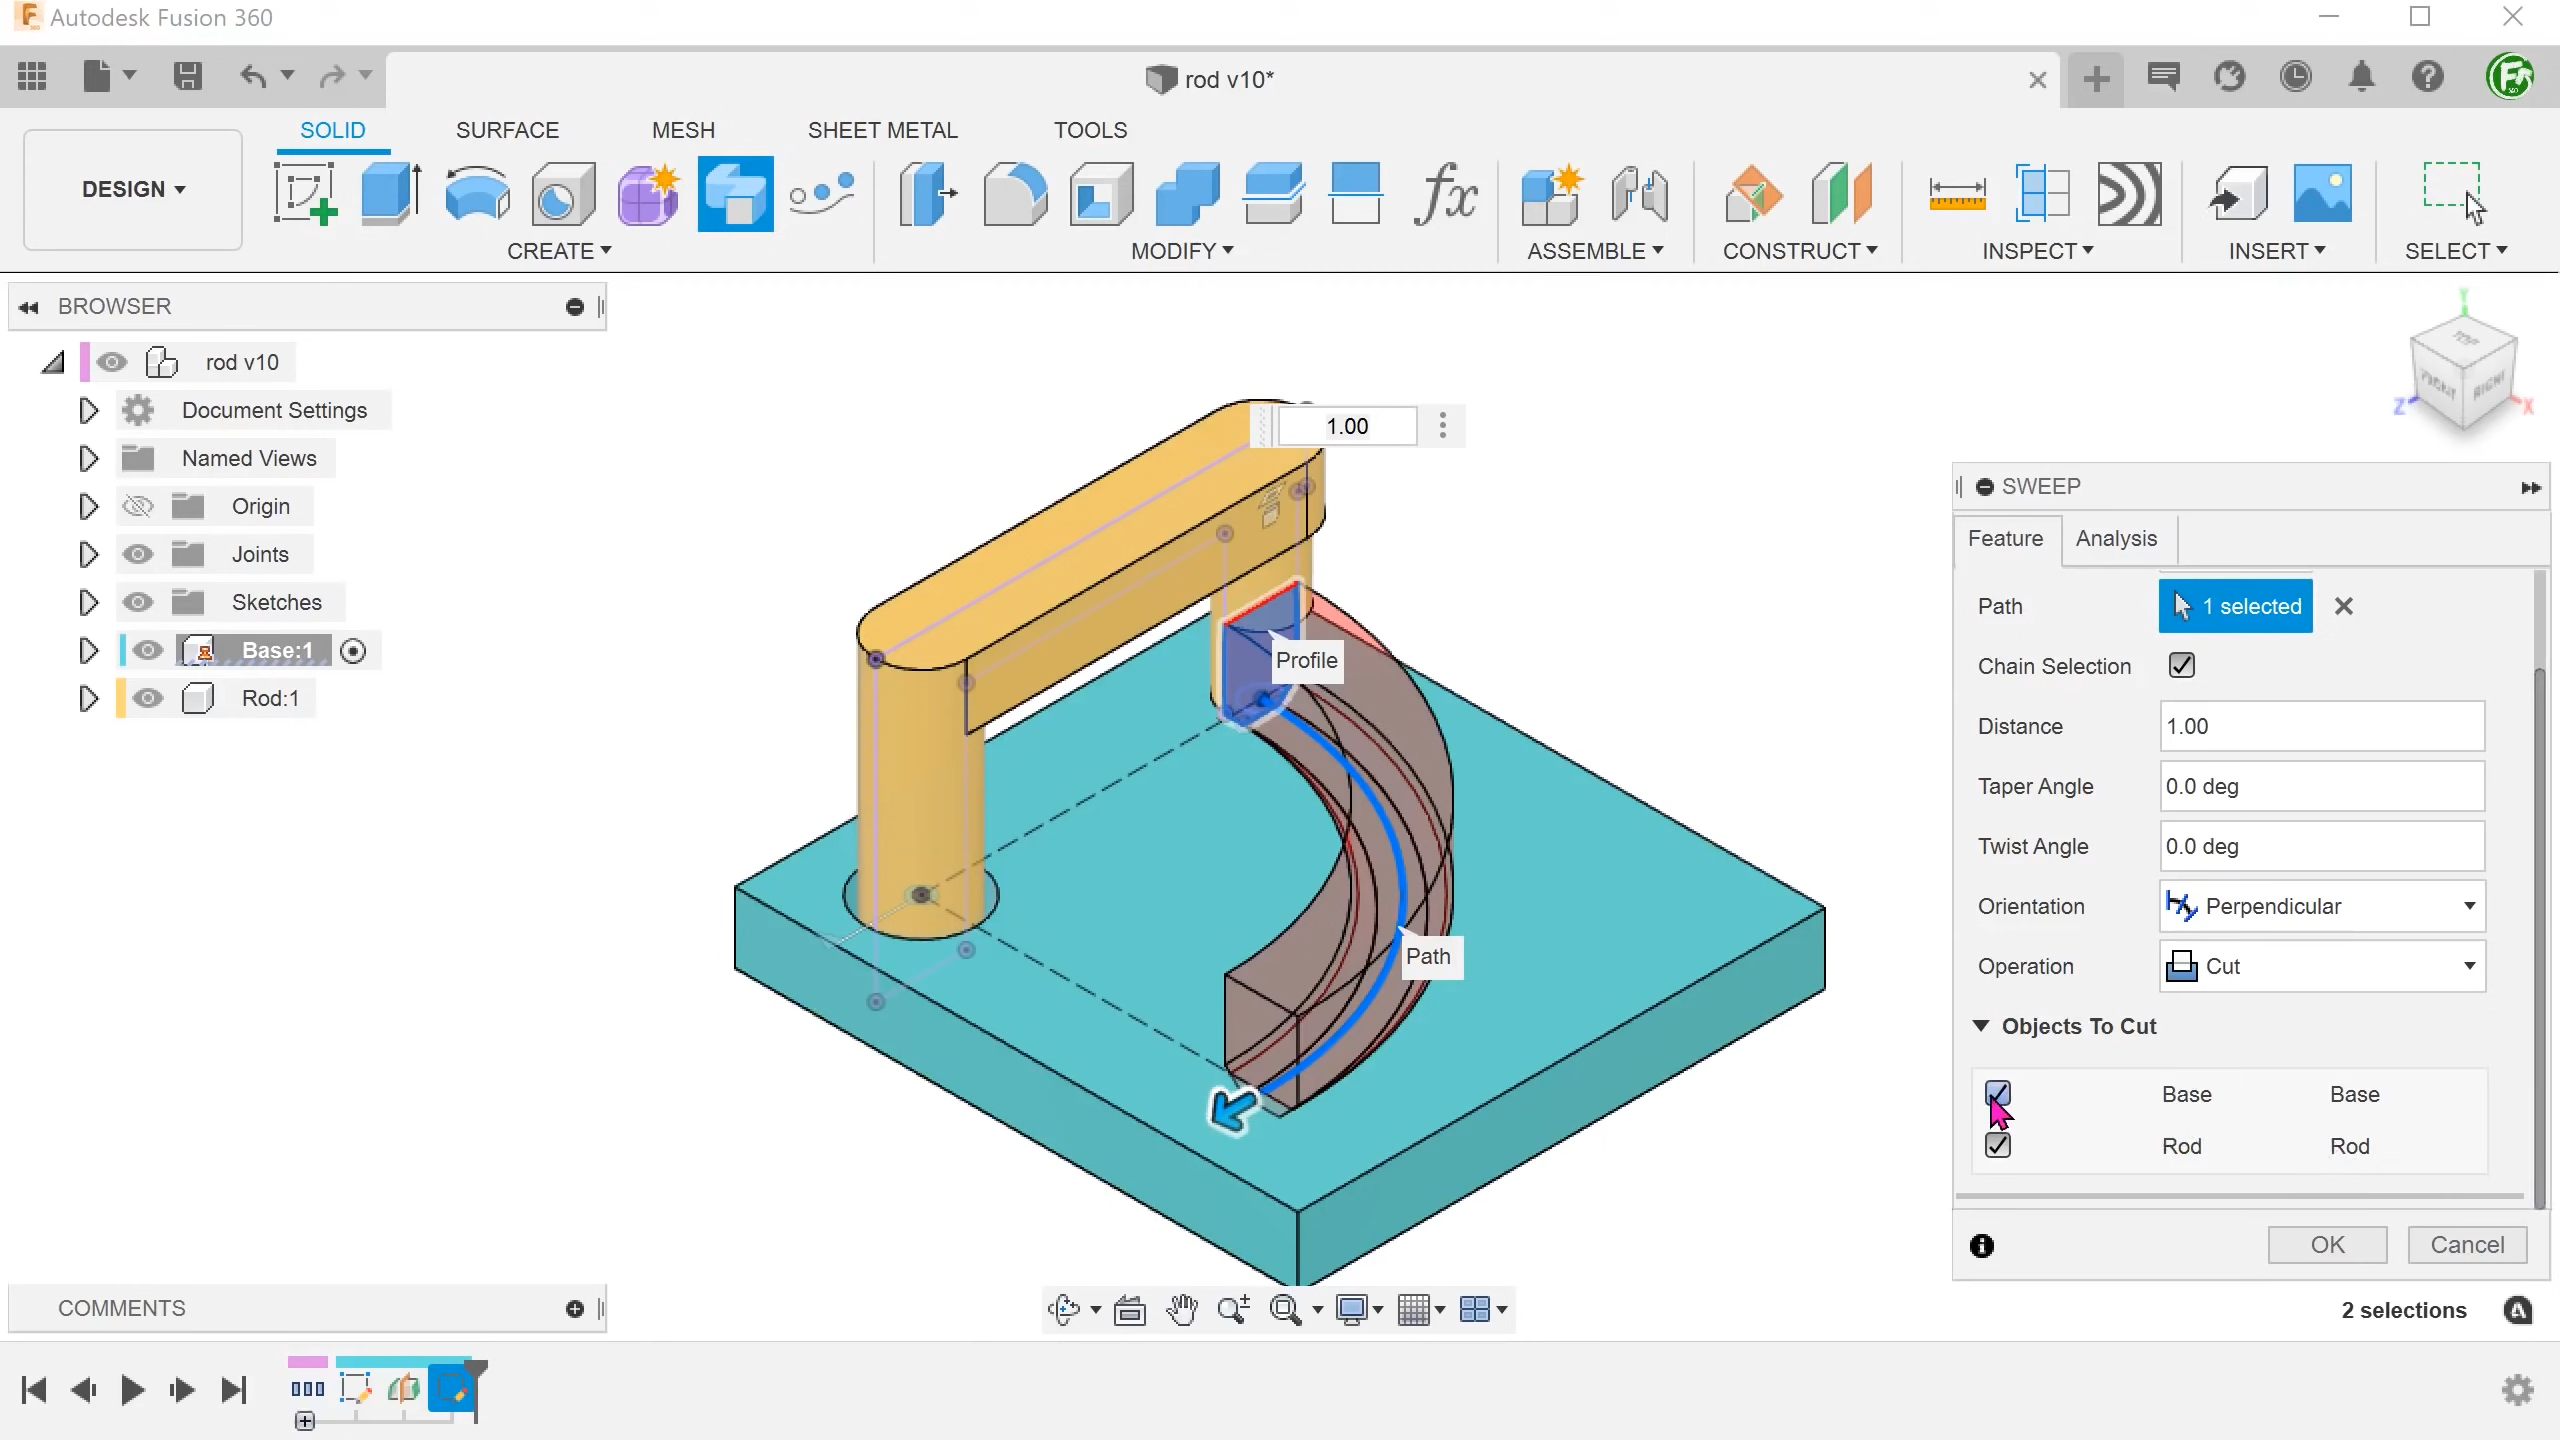 Autodesk Fusion 360
rod v10*
SOLID SURFACE MESH SHEET METAL TOOLS
DESIGN
CREATE MODIFY ASSEMBLE CONSTRUCT INSPECT INSERT SELECT
BROWSER
rod v10
Document Settings
Named Views
Origin
Joints
Sketches
Base:1
Rod:1
1.00
Profile
Path
Y
TOP
FRONT
RIGHT
Z
X
SWEEP
Feature Analysis
Path 1 selected
Chain Selection
Distance 1.00
Taper Angle 0.0 deg
Twist Angle 0.0 deg
Orientation Perpendicular
Operation Cut
Objects To Cut
Base Base
Rod Rod
OK Cancel
COMMENTS
2 selections